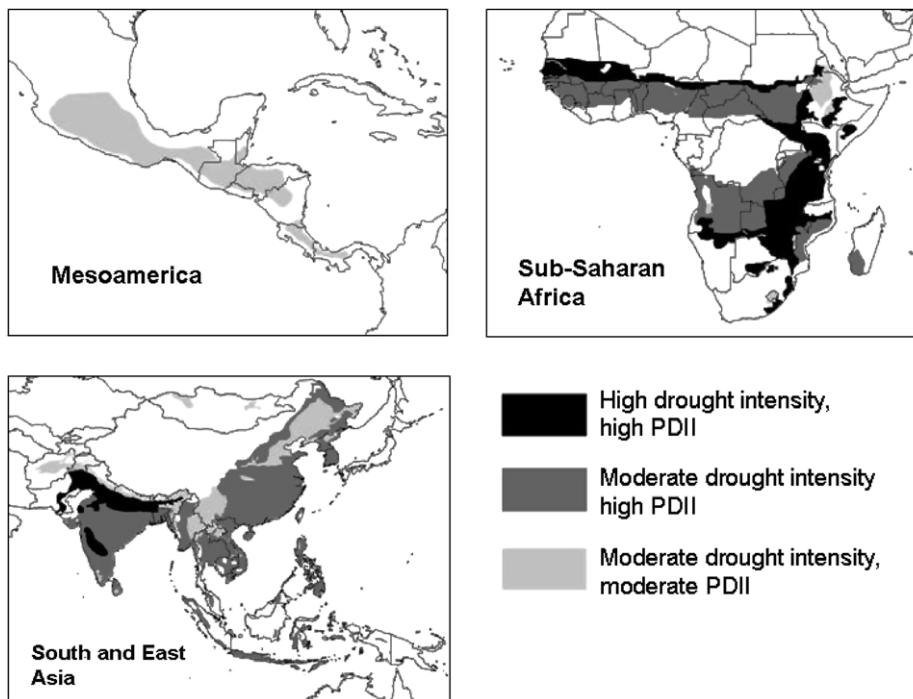 Mesoamerica
Sub-Saharan
Africa
South and East
Asia
High drought intensity,
high PDII
Moderate drought intensity
high PDII
Moderate drought intensity,
moderate PDII